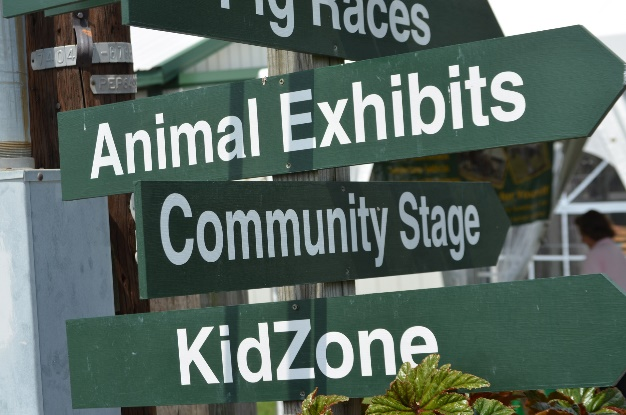 Pig Races
Animal Exhibits
Community Stage
KidZone